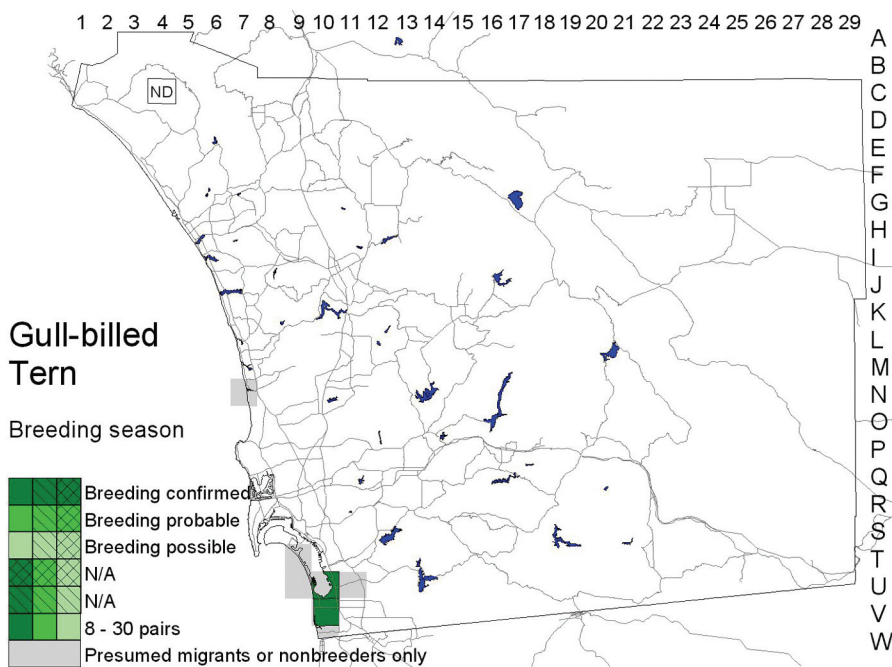 1 2 3 4 5 6 7 8 9 10 11 12 13 14 15 16 17 18 19 20 21 22 23 24 25 26 27 28 29
A
B
C
D
E
F
G
H
I
J
K
L
M
N
O
P
Q
R
S
T
U
V
W
ND
Gull-billed
Tern
Breeding season
Breeding confirmed
Breeding probable
Breeding possible
N/A
N/A
8 - 30 pairs
Presumed migrants or nonbreeders only